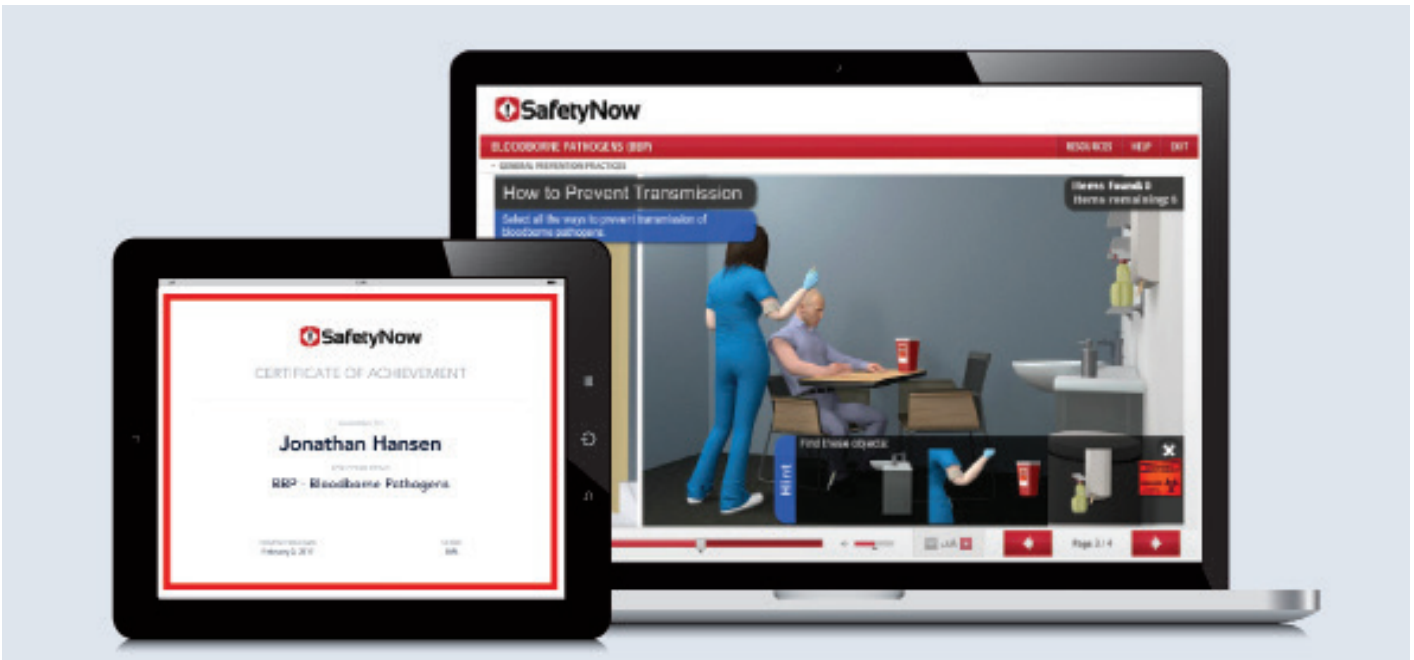 SafetyNow
CERTIFICATE OF ACHIEVEMENT
Jonathan Hansen
BBP - Bloodborne Pathogens
February 2, 2017
SafetyNow
BLOODBORNE PATHOGENS (BBP)
RESOURCES HELP EXIT
GENERAL PREVENTION PRACTICES
How to Prevent Transmission
Select all the ways to prevent transmission of
bloodborne pathogens.
Items found: 0
Items remaining: 6
Hint
Find these objects: